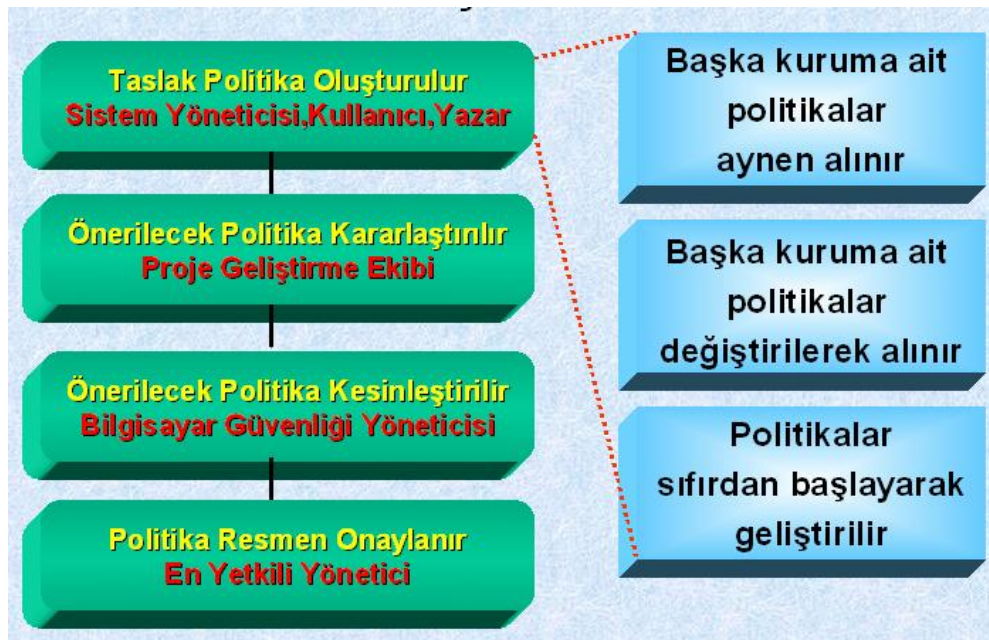 Taslak Politika Oluşturulur
Sistem Yöneticisi,Kullanıcı,Yazar
Önerilecek Politika Kararlaştırılır
Proje Geliştirme Ekibi
Önerilecek Politika Kesinleştirilir
Bilgisayar Güvenliği Yöneticisi
Politika Resmen Onaylanır
En Yetkili Yönetici
Başka kuruma ait
politikalar
aynen alınır
Başka kuruma ait
politikalar
değiştirilerek alınır
Politikalar
sıfırdan başlayarak
geliştirilir